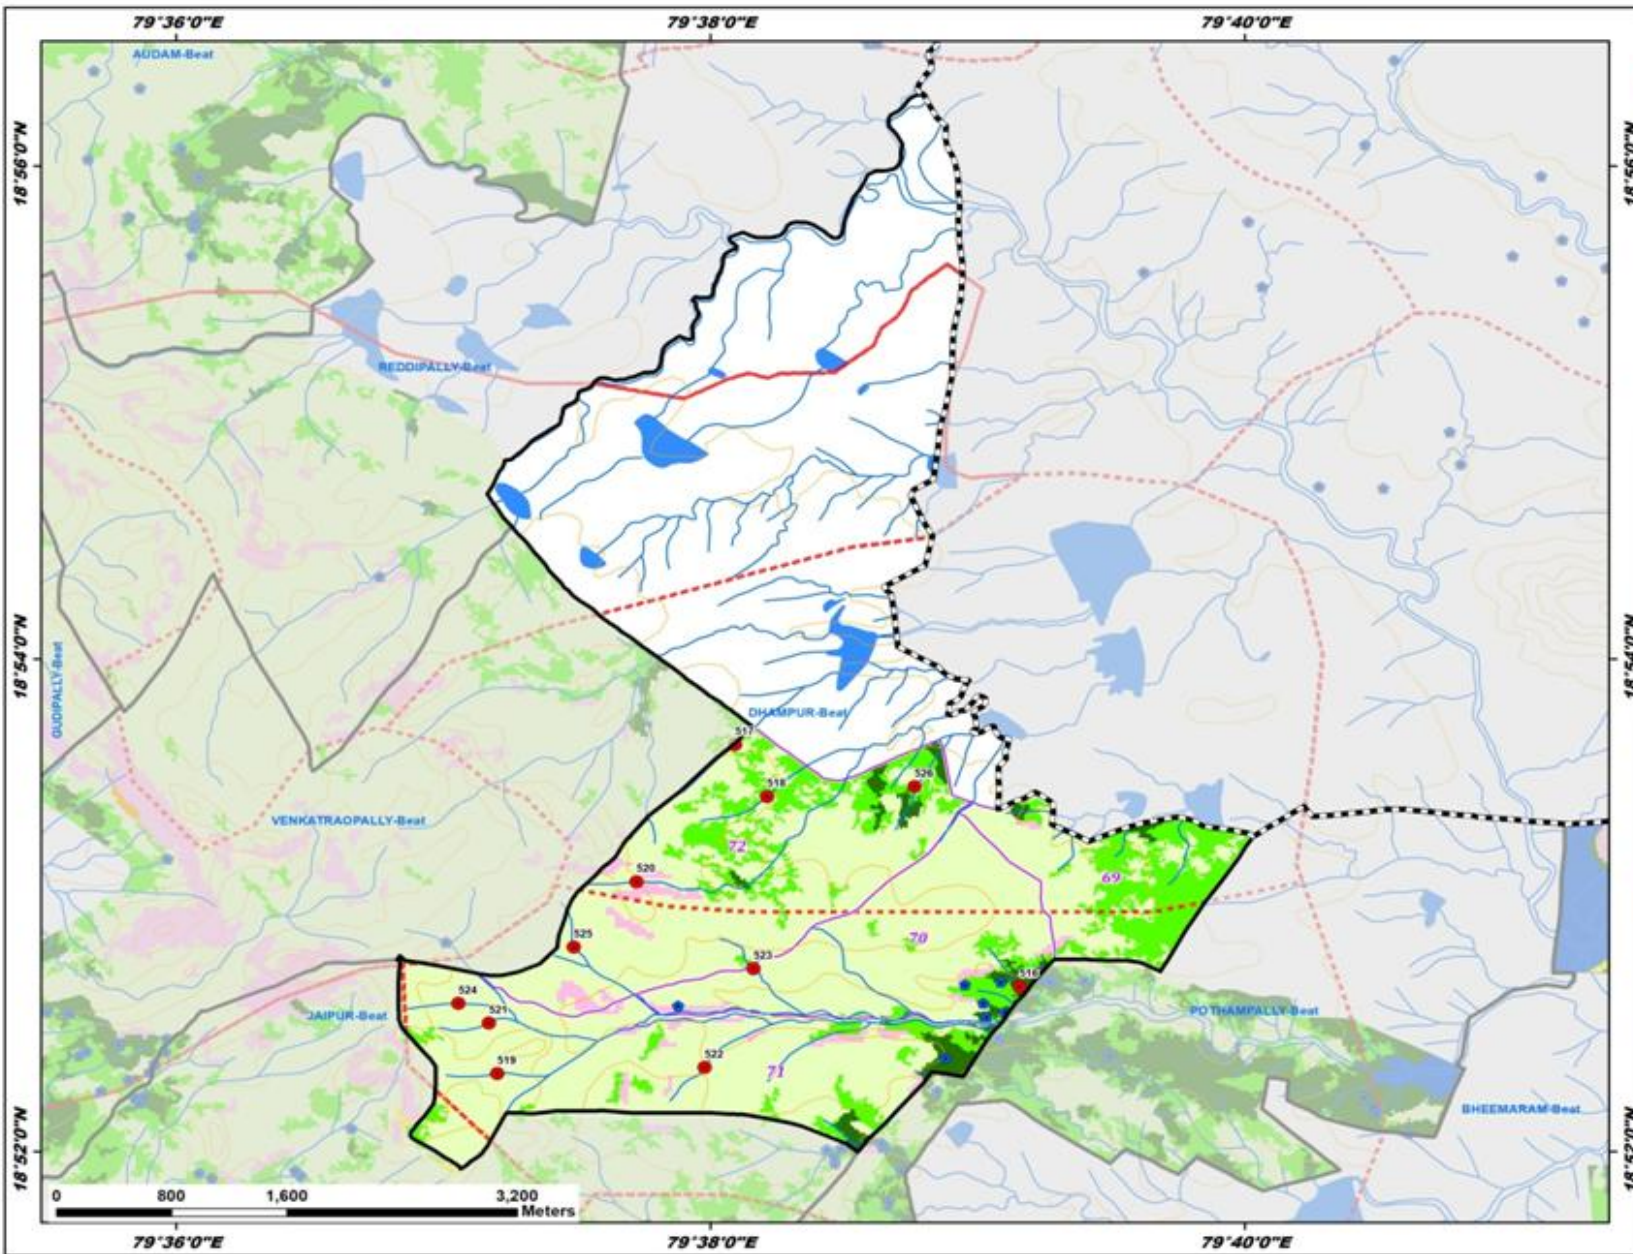 79°36'0"E 79°38'0"E 79°40'0"E
AUDAM-Beat
18°56'0"N 18°56'0"N
REDDIPALLY-Beat
18°54'0"N 18°54'0"N
GUDIPALLY-Beat
DHAMPUR-Beat
517
518 526
VENKATRAOPALLY-Beat
72
520 69
70
525
523 516
524
JAIPUR-Beat 521 POTHAMPALLY-Beat
519 522 71
BHEEMARAM-Beat
18°52'0"N 18°52'0"N
0 800 1,600 3,200
Meters
79°36'0"E 79°38'0"E 79°40'0"E